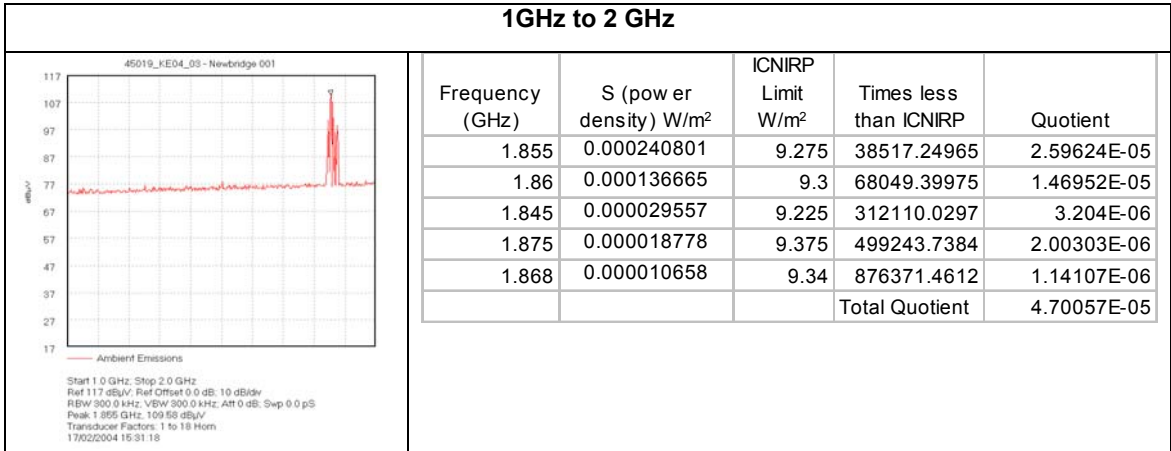 1GHz to 2 GHz
45019_KE04_03 - Newbridge 001
117
107
97
87
77
67
57
47
37
27
17
dBµV
Ambient Emissions
Start 1.0 GHz; Stop 2.0 GHz
Ref 117 dBµV; Ref Offset 0.0 dB; 10 dB/div
RBW 300.0 kHz; VBW 300.0 kHz; Att 0 dB; Swp 0.0 pS
Peak 1.855 GHz, 109.58 dBµV
Transducer Factors: 1 to 18 Horn
17/02/2004 15:31:18
Frequency (GHz) S (pow er density) W/m² ICNIRP Limit W/m² Times less than ICNIRP Quotient
1.855 0.000240801 9.275 38517.24965 2.59624E-05
1.86 0.000136665 9.3 68049.39975 1.46952E-05
1.845 0.000029557 9.225 312110.0297 3.204E-06
1.875 0.000018778 9.375 499243.7384 2.00303E-06
1.868 0.000010658 9.34 876371.4612 1.14107E-06
Total Quotient 4.70057E-05